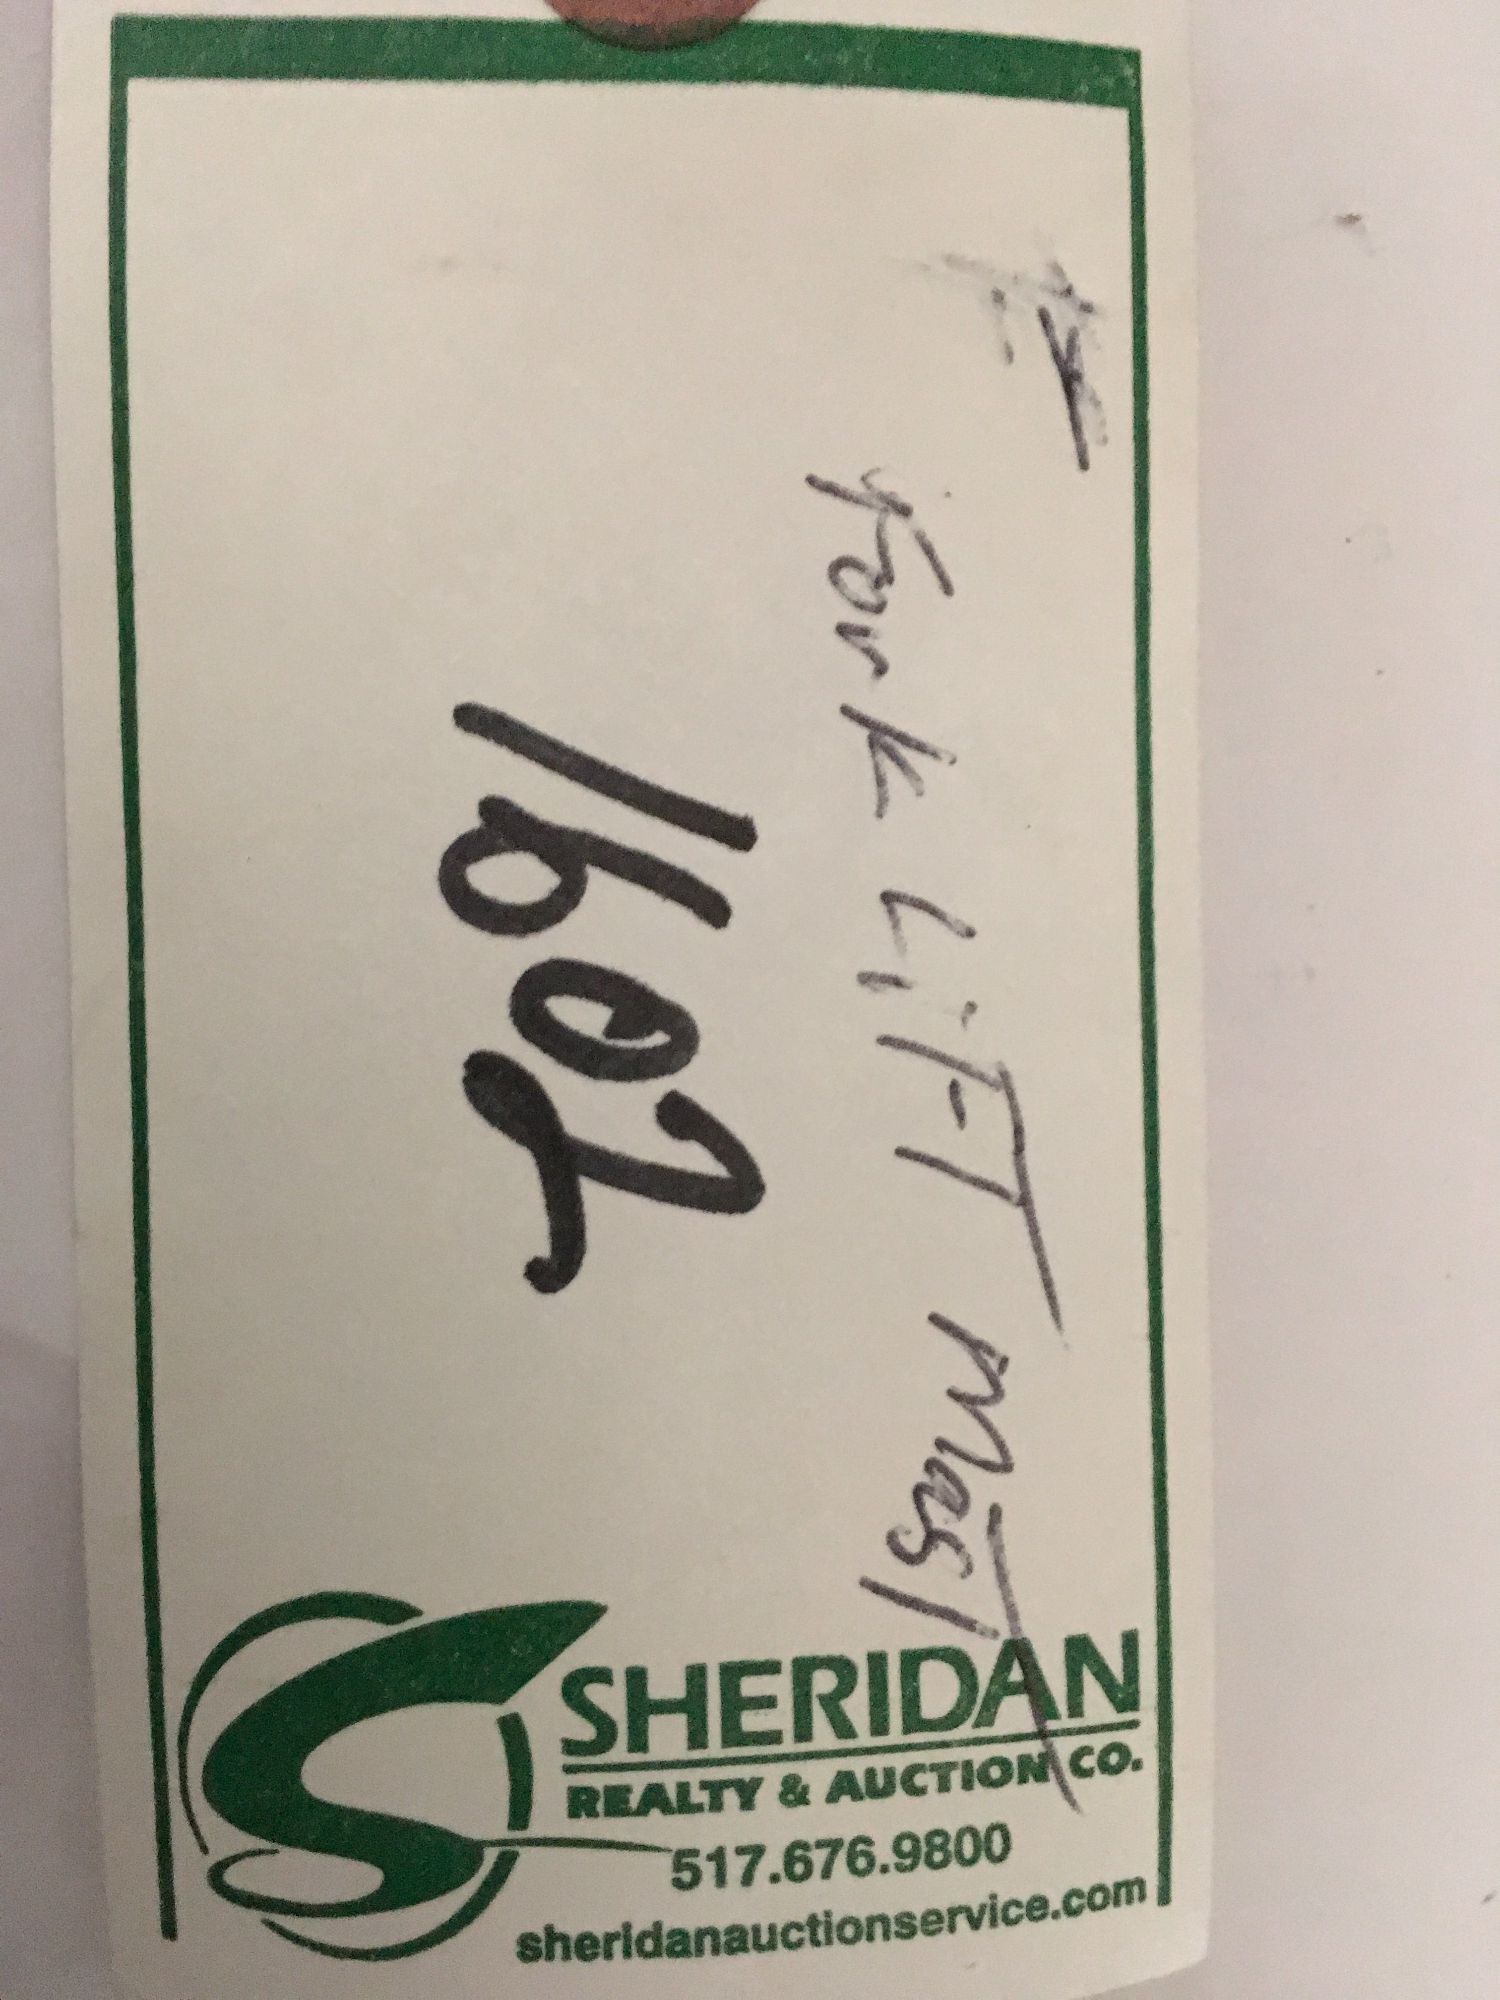 Fork LiFT MasT
1602
SHERIDAN
REALTY & AUCTION CO.
517.676.9800
sheridanauctionservice.com